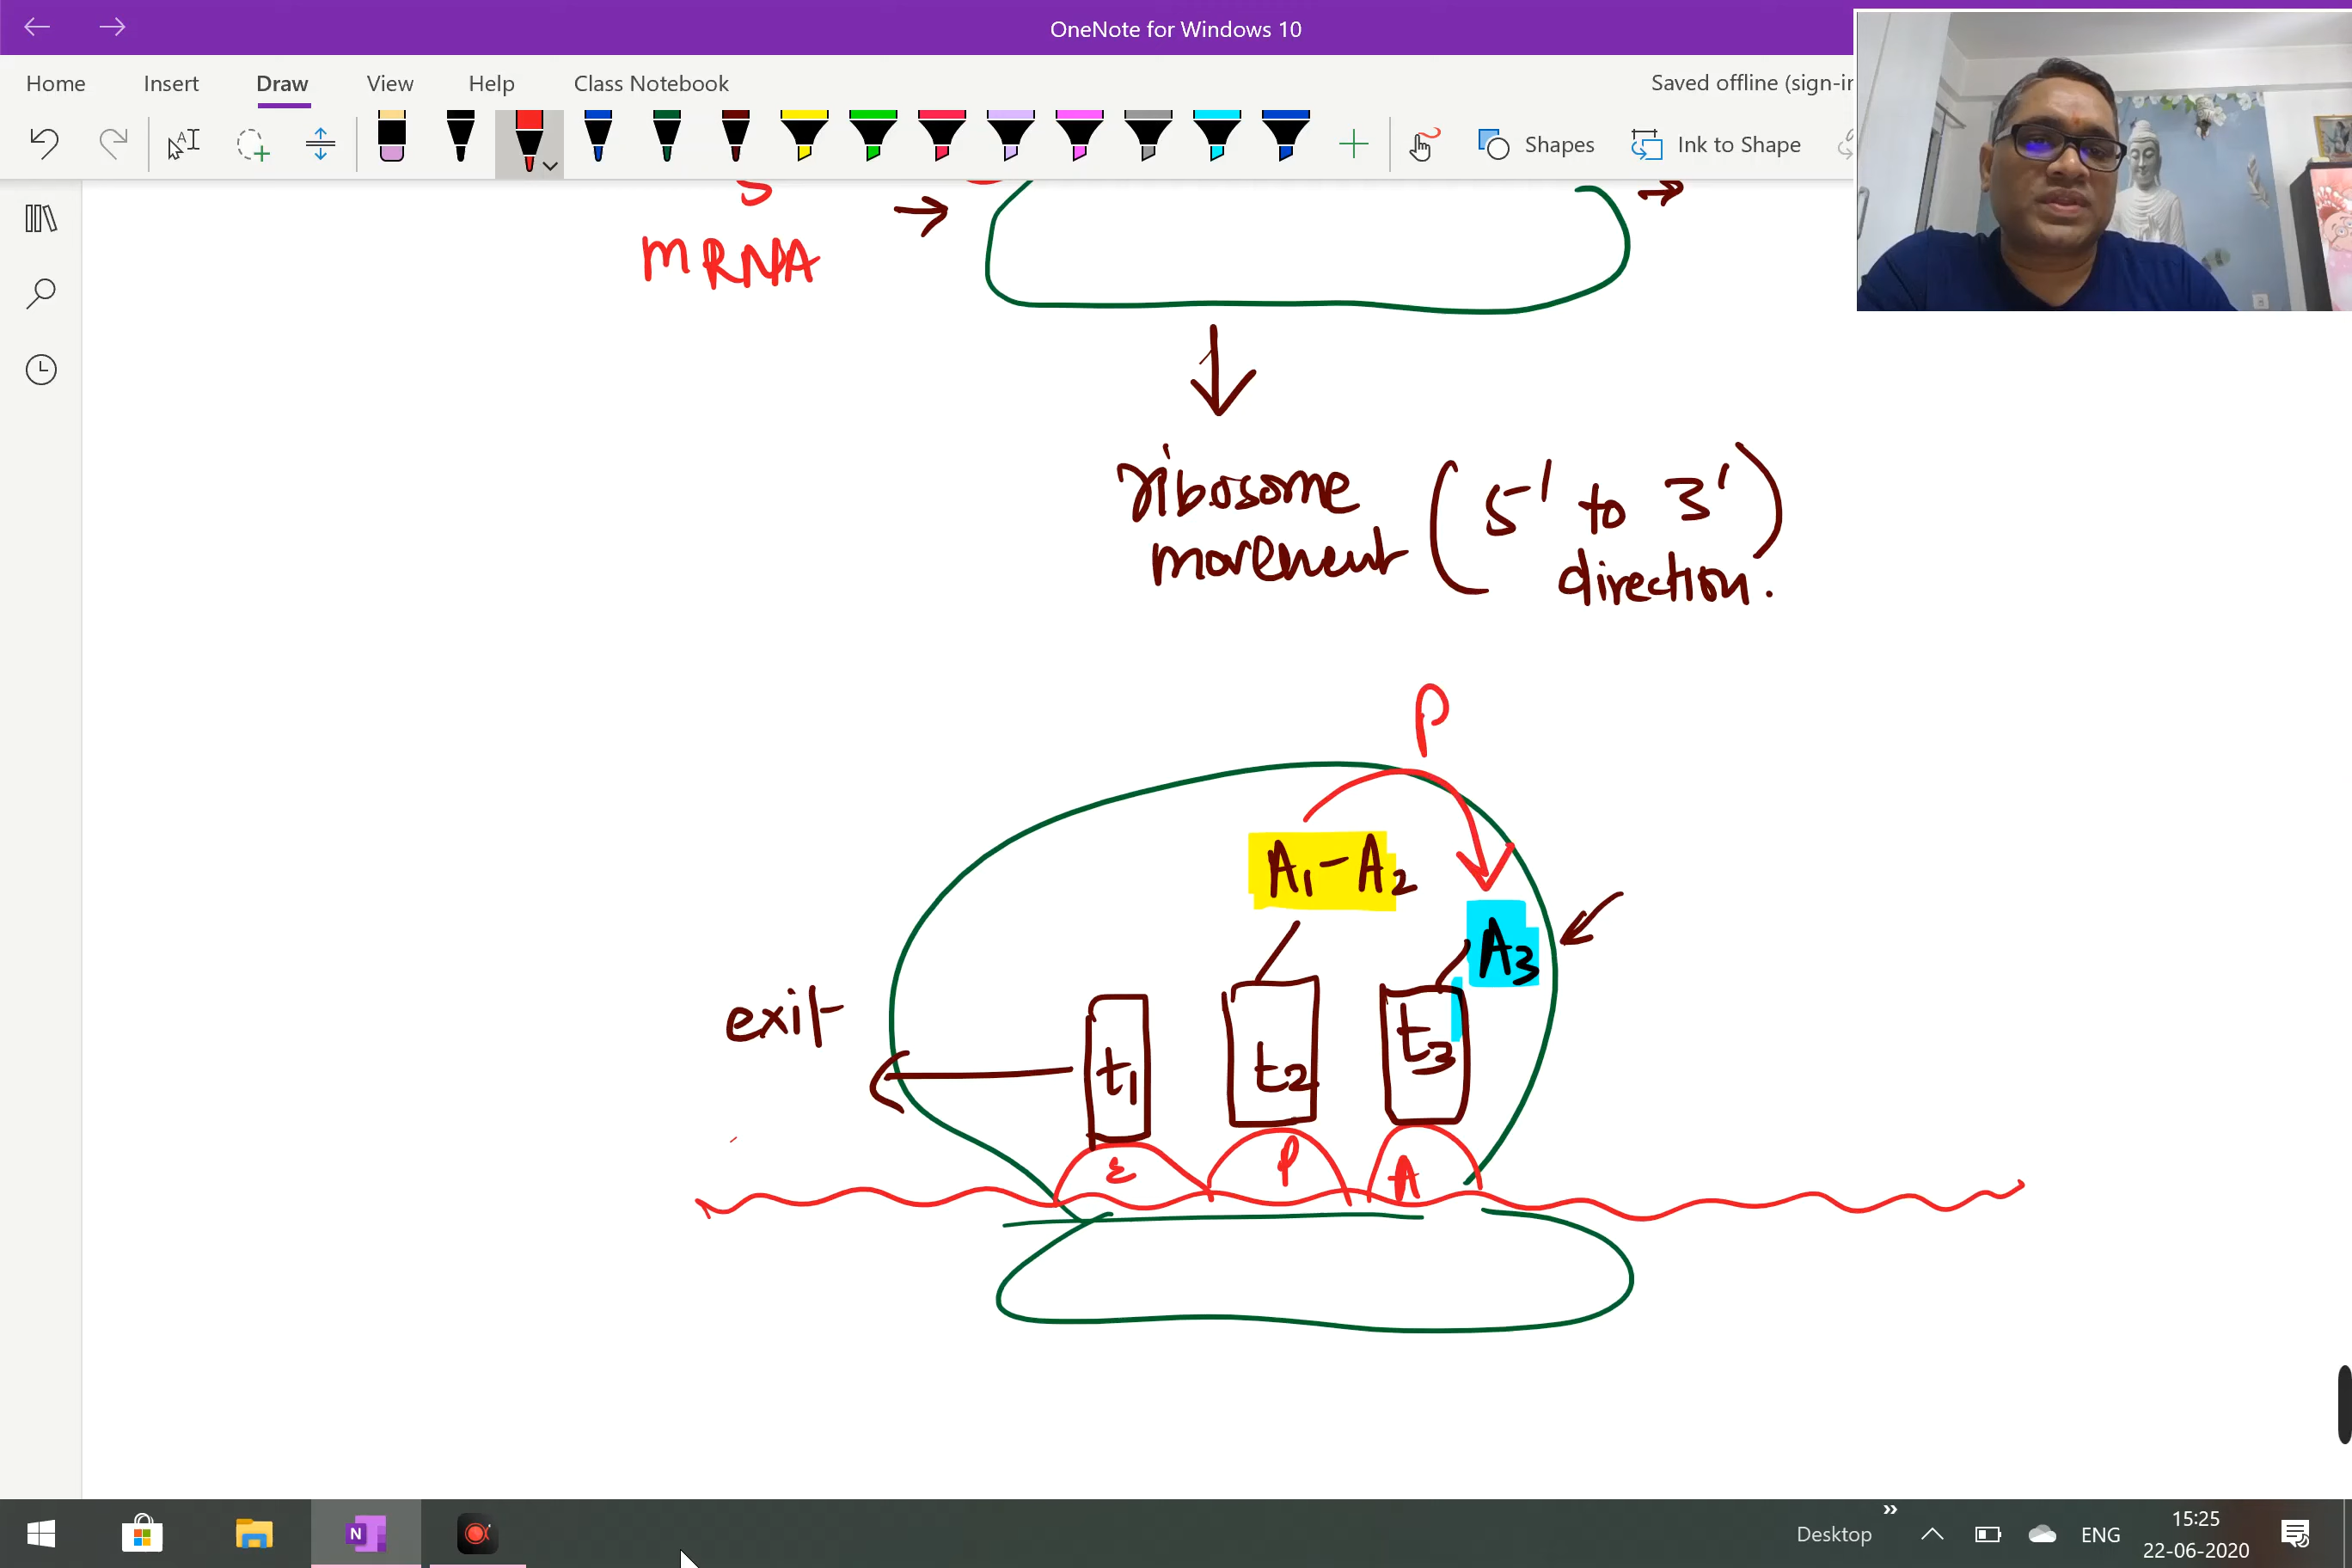 OneNote for Windows 10
Home Insert Draw View Help Class Notebook
Saved offline (sign-in
Shapes Ink to Shape
5
mRNA
ribosome
movement
(5' to 3')
direction.
P
A1-A2
A3
exit
t1 t2 t3
E P A
Desktop
ENG
15:25
22-06-2020